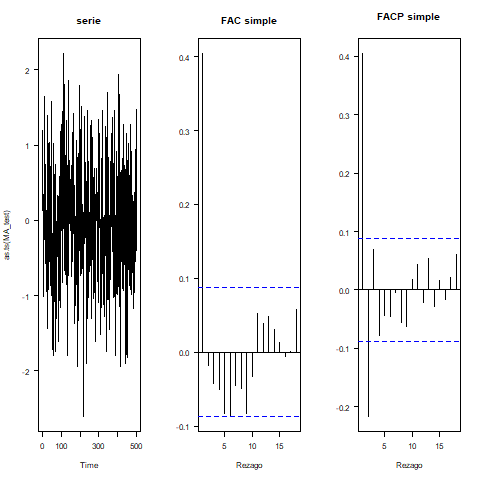 serie
as.ts(MA_test)
2
1
0
-1
-2
0 100 300 500
Time
FAC simple
0.4
0.3
0.2
0.1
0.0
-0.1
5 10 15
Rezago
FACP simple
0.4
0.3
0.2
0.1
0.0
-0.1
-0.2
5 10 15
Rezago